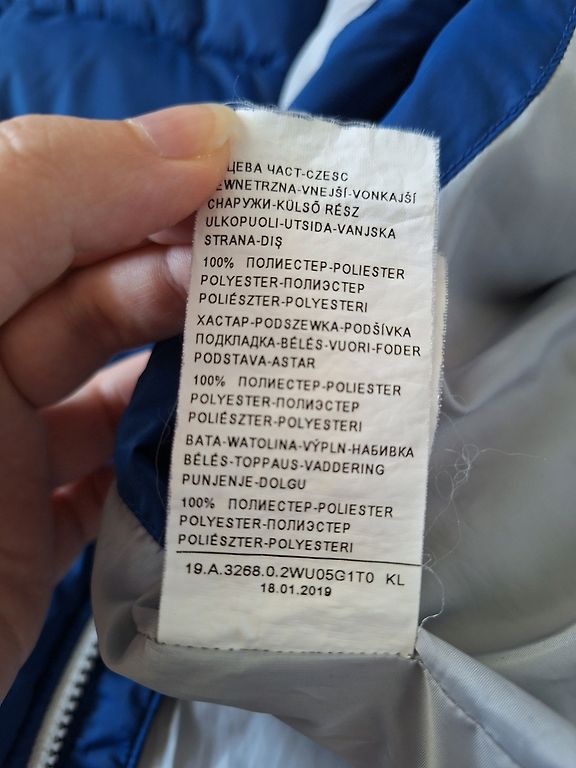 ЦЕВА ЧАСТ-CZESC
EWNETRZNA-VNEJŠÍ-VONKAJŠÍ
СНАРУЖИ-KÜLSŐ RÉSZ
ULKOPUOLI-UTSIDA-VANJSKA
STRANA-DIŞ
100% ПОЛИЕСТЕР-POLIESTER
POLYESTER-ПОЛИЭСТЕР
POLIÉSZTER-POLYESTERI
ХАСТАР-PODSZEWKA-PODŠÍVKA
ПОДКЛАДКА-BÉLÉS-VUORI-FODER
PODSTAVA-ASTAR
100% ПОЛИЕСТЕР-POLIESTER
POLYESTER-ПОЛИЭСТЕР
POLIÉSZTER-POLYESTERI
ВАТА-WATOLINA-VÝPLN-НАБИВКА
BÉLÉS-TOPPAUS-VADDERING
PUNJENJE-DOLGU
100% ПОЛИЕСТЕР-POLIESTER
POLYESTER-ПОЛИЭСТЕР
POLIÉSZTER-POLYESTERI
19.A.3268.0.2WU05G1T0 KL
18.01.2019